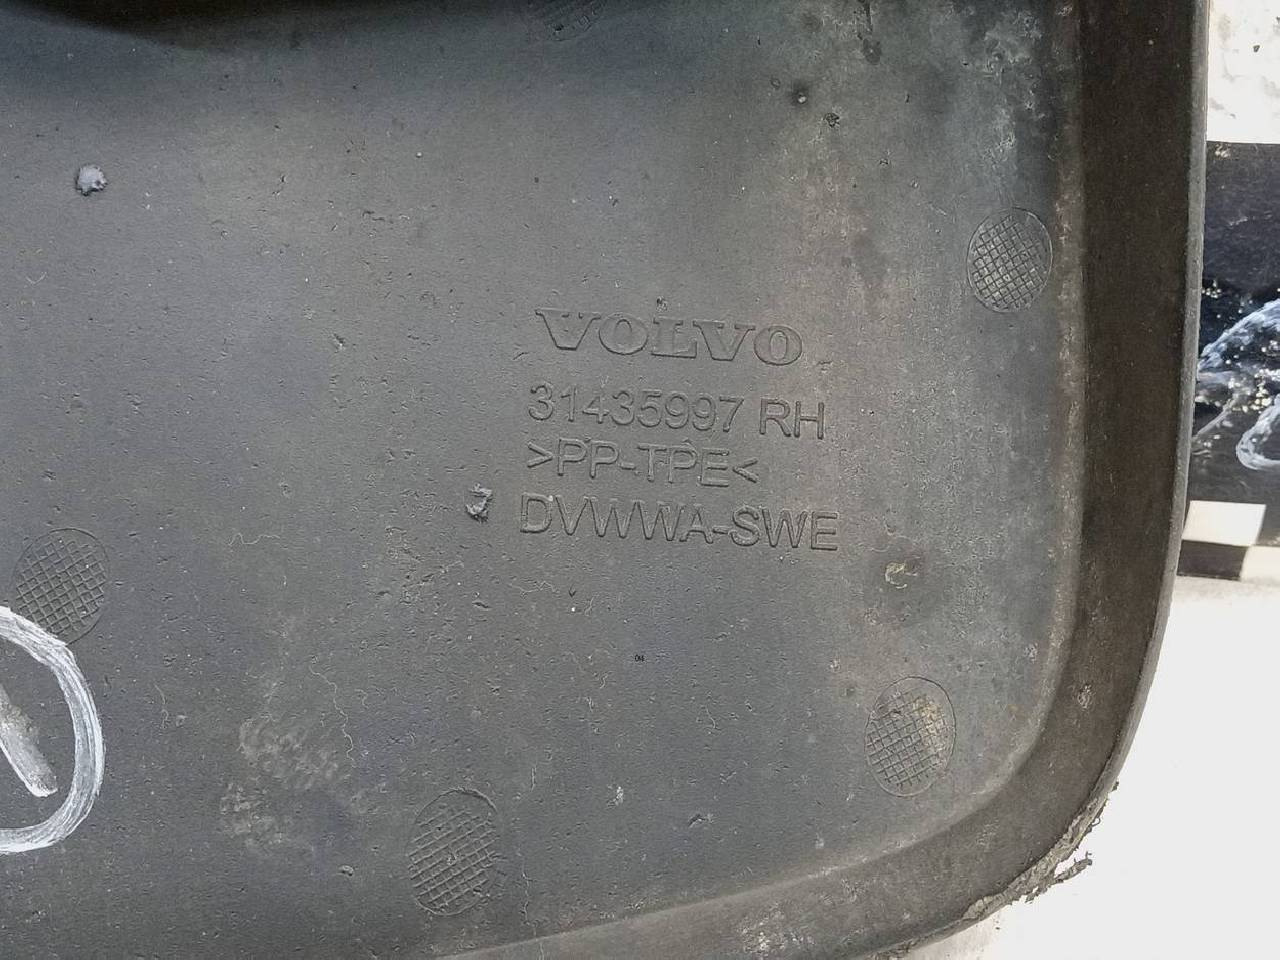 VOLVO
31435997 RH
>PP-TPE<
DVWWA-SWE